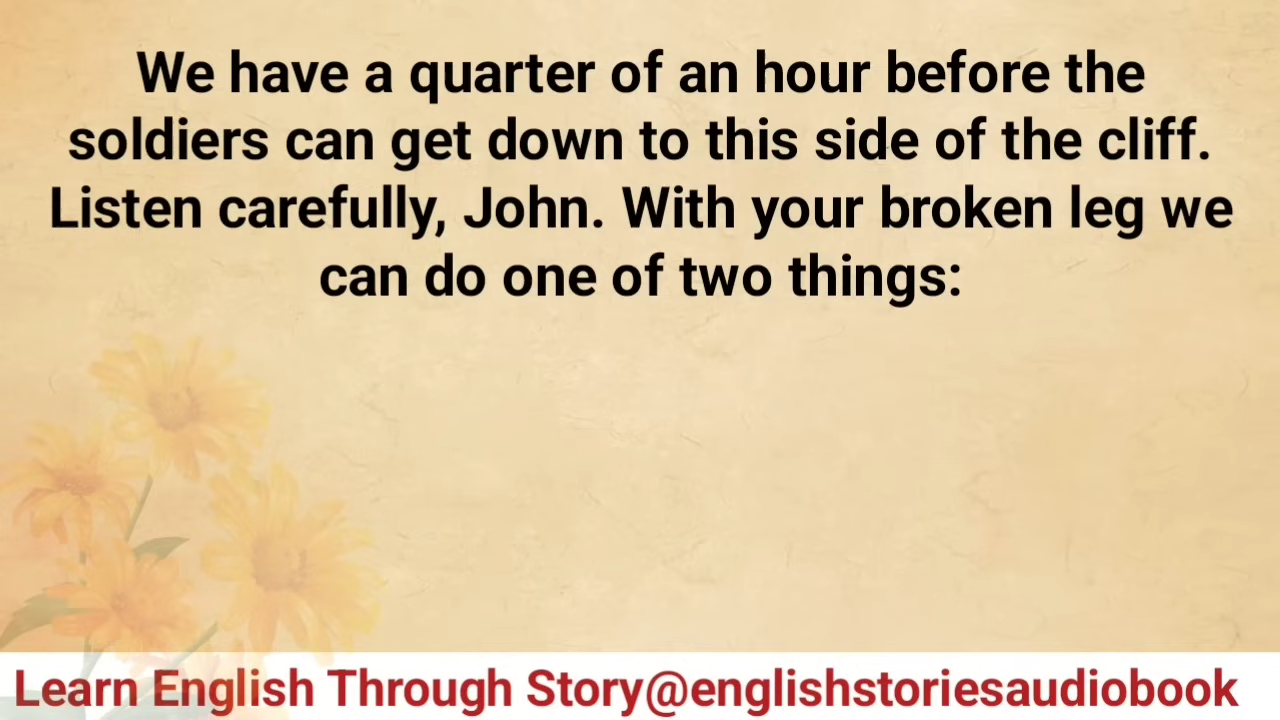 We have a quarter of an hour before the
soldiers can get down to this side of the cliff.
Listen carefully, John. With your broken leg we
can do one of two things:
Learn English Through Story@englishstoriesaudiobook